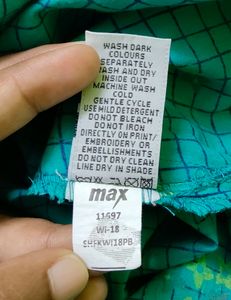 WASH DARK
COLOURS
SEPARATELY
WASH AND DRY
INSIDE OUT
MACHINE WASH
COLD
GENTLE CYCLE
USE MILD DETERGENT
DO NOT BLEACH
DO NOT IRON
DIRECTLY ON PRINT/
EMBROIDERY OR
EMBELLISHMENTS
DO NOT DRY CLEAN
LINE DRY IN SHADE
max
11697
WI-18
SHFKWI18PB